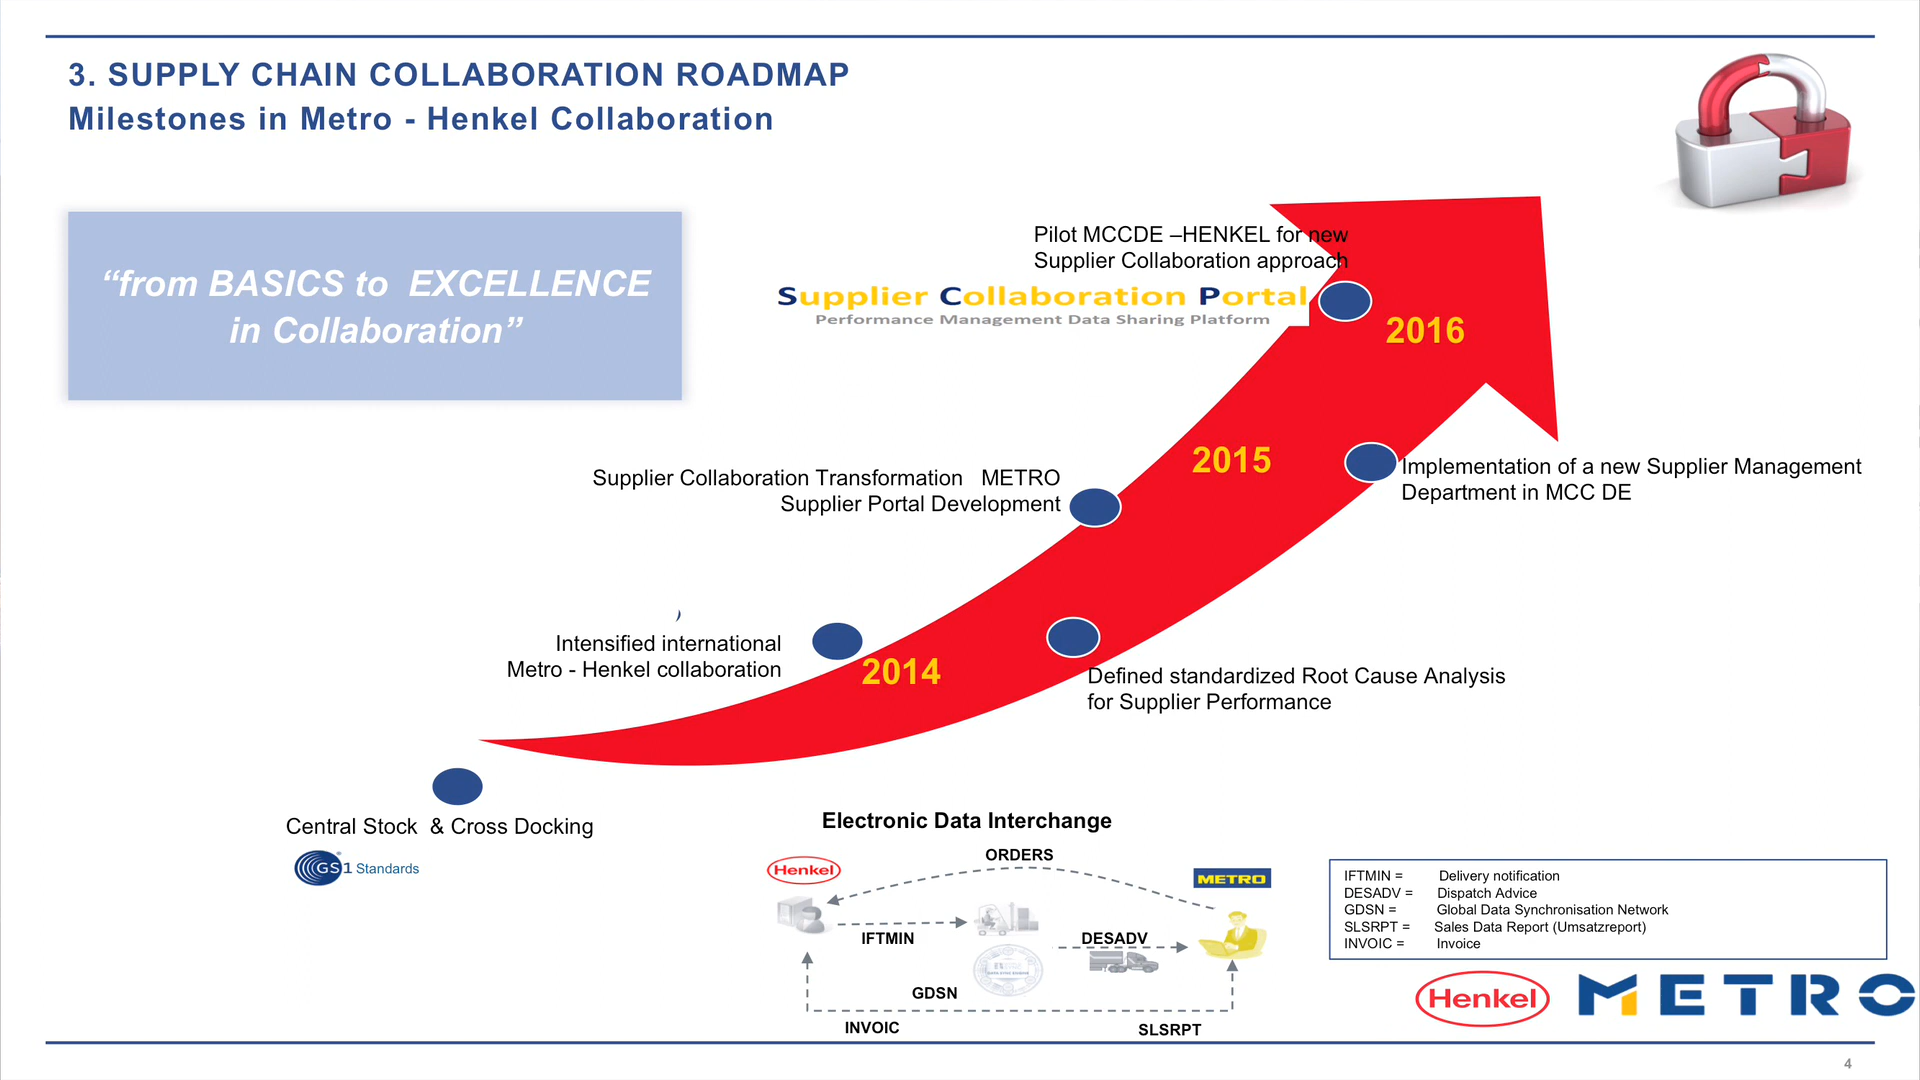 3. SUPPLY CHAIN COLLABORATION ROADMAP
Milestones in Metro - Henkel Collaboration
“from BASICS to EXCELLENCE
in Collaboration”
Pilot MCCDE –HENKEL for new
Supplier Collaboration approach
Supplier Collaboration Portal
Performance Management Data Sharing Platform
2016
2015
Supplier Collaboration Transformation METRO
Supplier Portal Development
Implementation of a new Supplier Management
Department in MCC DE
Intensified international
Metro - Henkel collaboration
2014
Defined standardized Root Cause Analysis
for Supplier Performance
Central Stock & Cross Docking
GS1 Standards
Electronic Data Interchange
ORDERS
Henkel
METRO
IFTMIN
DESADV
GDSN
INVOIC
SLSRPT
IFTMIN = Delivery notification
DESADV = Dispatch Advice
GDSN = Global Data Synchronisation Network
SLSRPT = Sales Data Report (Umsatzreport)
INVOIC = Invoice
Henkel
METRO
4